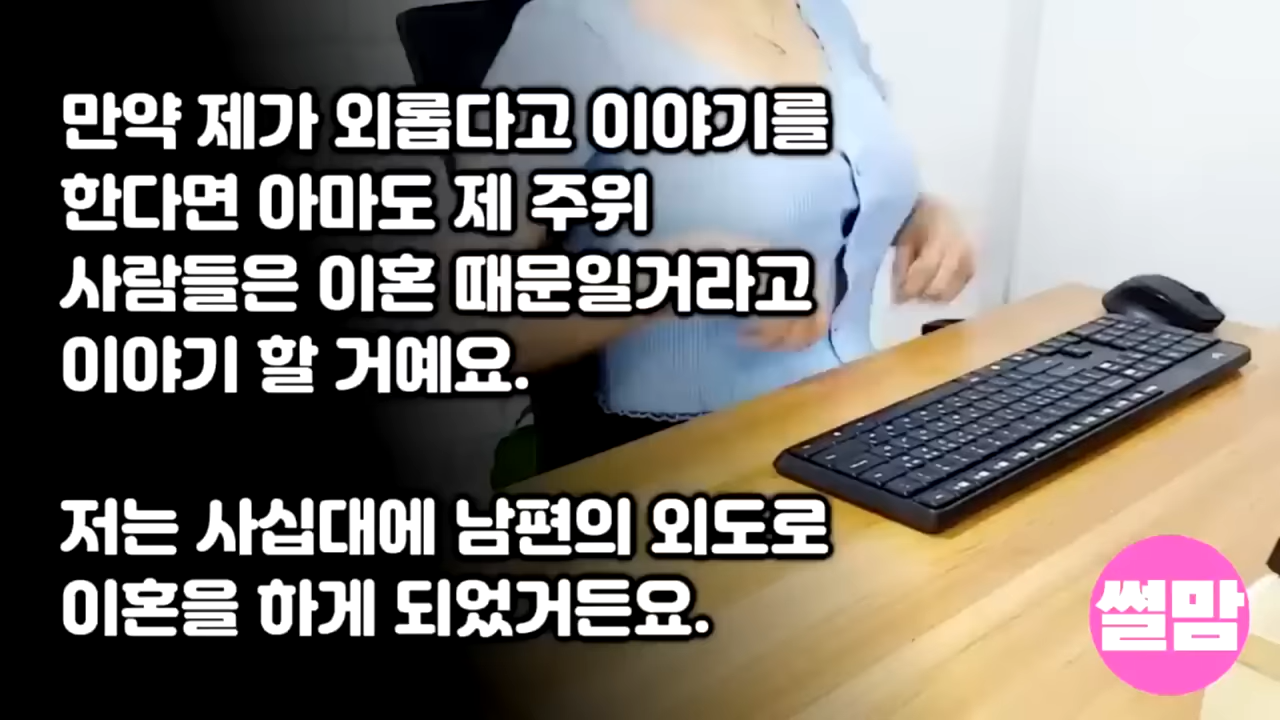 만약 제가 외롭다고 이야기를
한다면 아마도 제 주위
사람들은 이혼 때문일거라고
이야기 할 거예요.
저는 사십대에 남편의 외도로
이혼을 하게 되었거든요.
썰맘